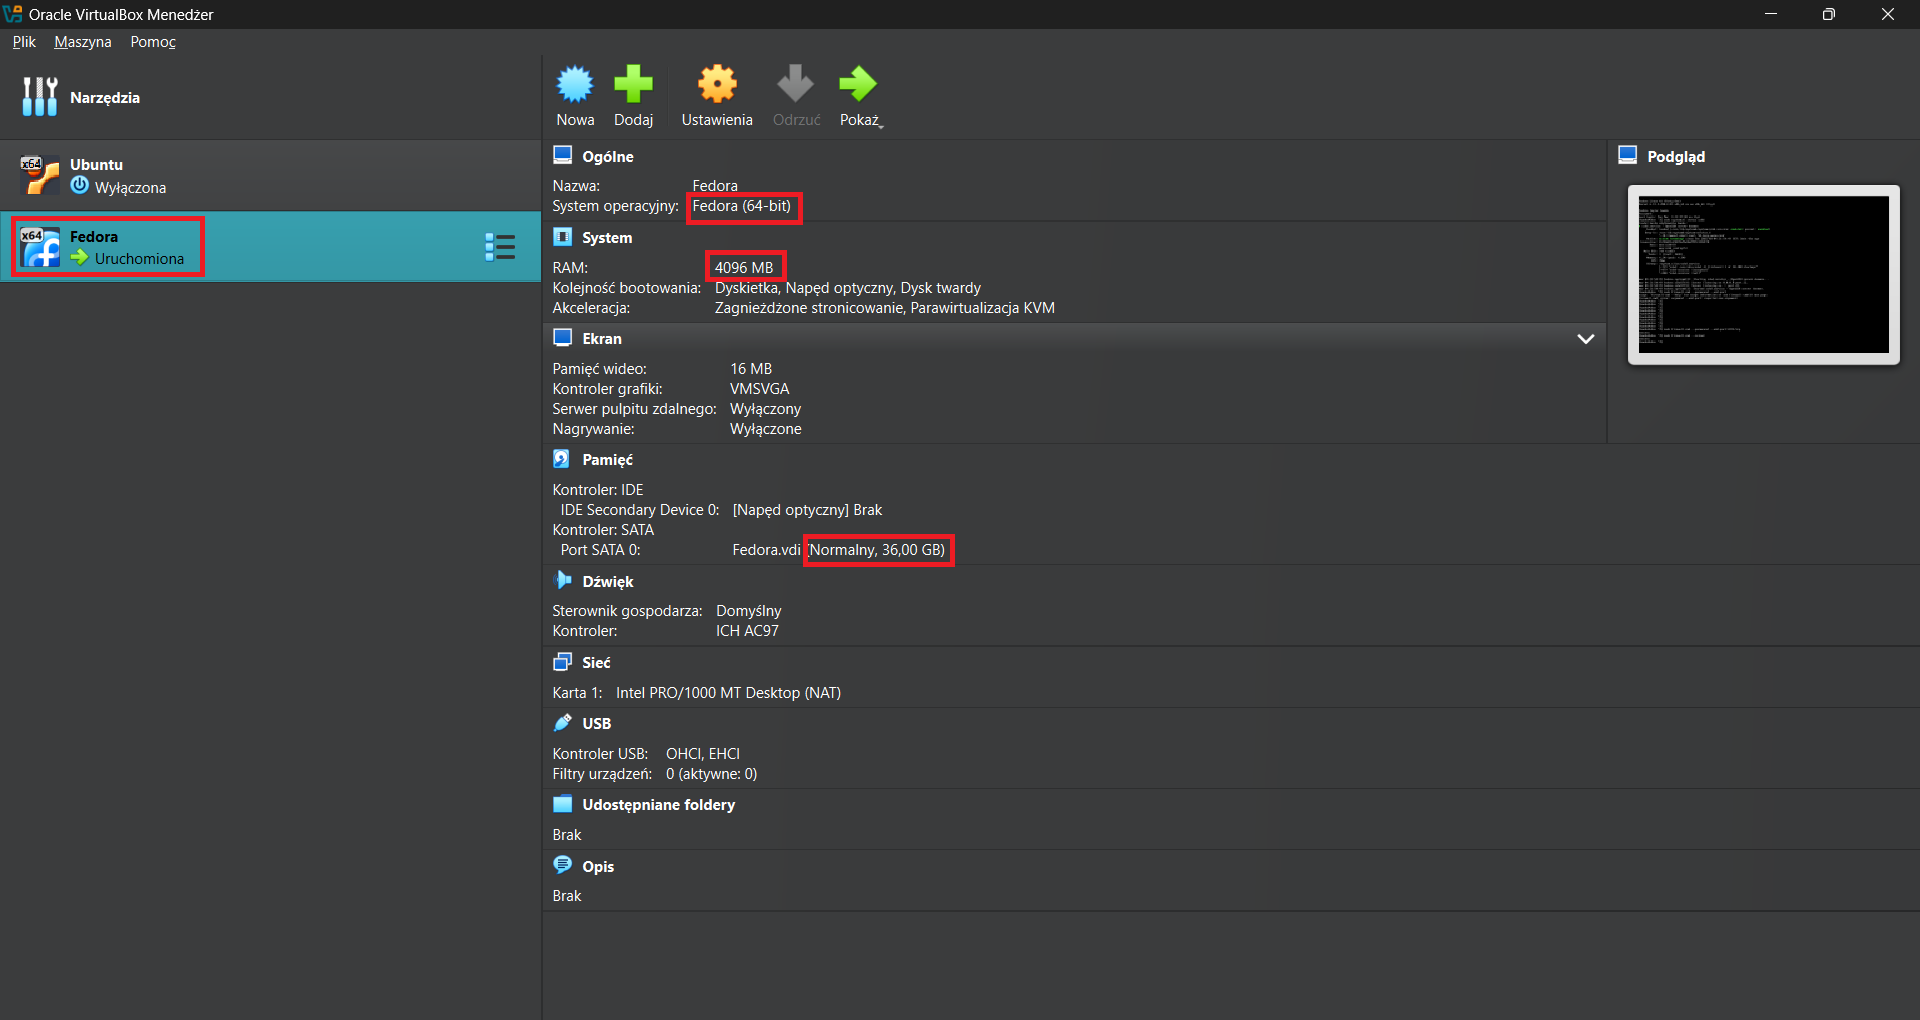 Oracle VirtualBox Menedżer
Plik Maszyna Pomoc
Narzędzia
Nowa Dodaj Ustawienia Odrzuć Pokaż
x64 Ubuntu
Wyłączona
x64 Fedora
Uruchomiona
Ogólne
Nazwa: Fedora
System operacyjny: Fedora (64-bit)
System
RAM: 4096 MB
Kolejność bootowania: Dyskietka, Napęd optyczny, Dysk twardy
Akceleracja: Zagnieżdżone stronicowanie, Parawirtualizacja KVM
Ekran
Pamięć wideo: 16 MB
Kontroler grafiki: VMSVGA
Serwer pulpitu zdalnego: Wyłączony
Nagrywanie: Wyłączone
Pamięć
Kontroler: IDE
IDE Secondary Device 0: [Napęd optyczny] Brak
Kontroler: SATA
Port SATA 0: Fedora.vdi (Normalny, 36,00 GB)
Dźwięk
Sterownik gospodarza: Domyślny
Kontroler: ICH AC97
Sieć
Karta 1: Intel PRO/1000 MT Desktop (NAT)
USB
Kontroler USB: OHCI, EHCI
Filtry urządzeń: 0 (aktywne: 0)
Udostępniane foldery
Brak
Opis
Brak
Podgląd